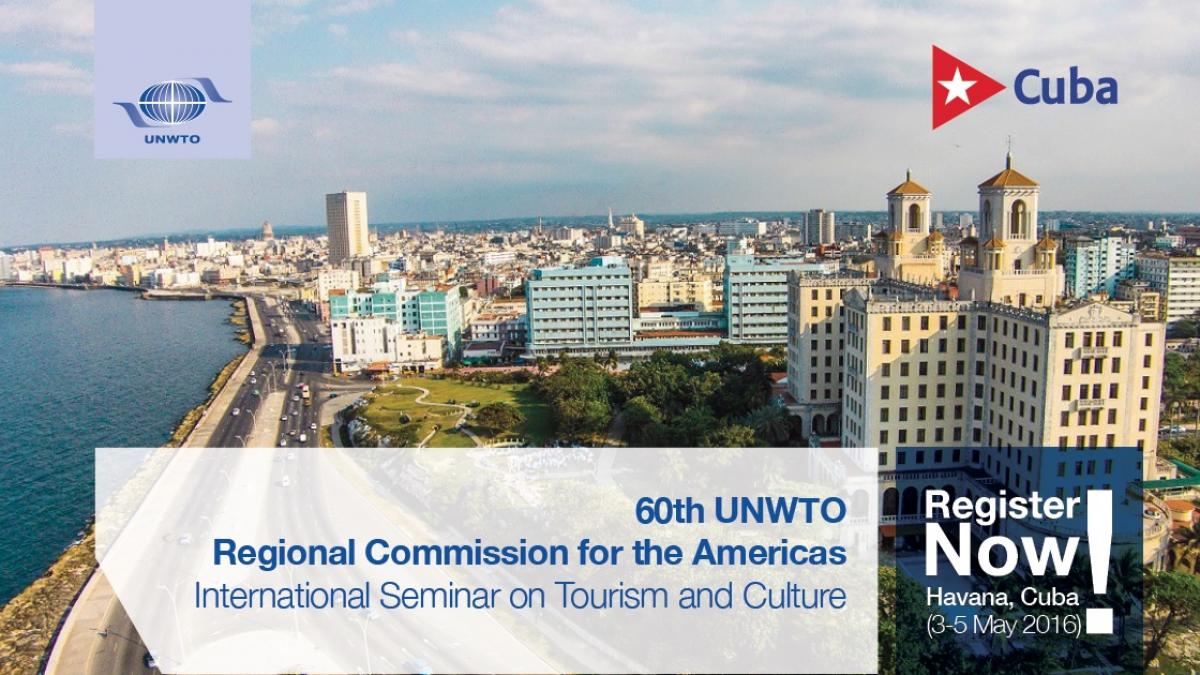 UNWTO
Cuba
60th UNWTO
Regional Commission for the Americas
International Seminar on Tourism and Culture
Register
Now!
Havana, Cuba
(3-5 May 2016)